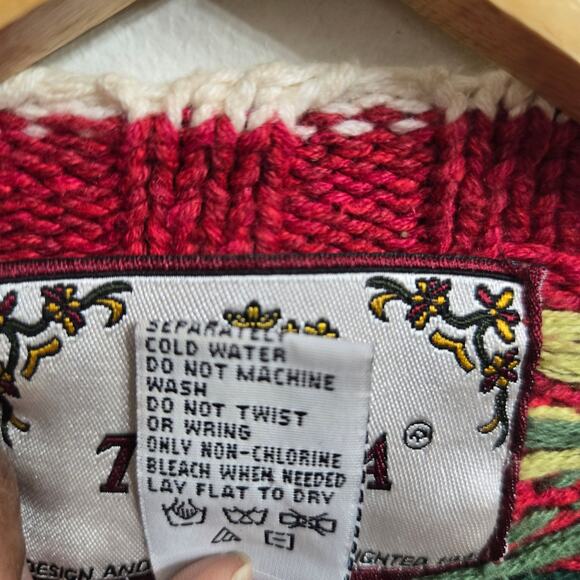 SEPARATELY
COLD WATER
DO NOT MACHINE
WASH
DO NOT TWIST
OR WRING
ONLY NON-CHLORINE
BLEACH WHEN NEEDED
LAY FLAT TO DRY
®